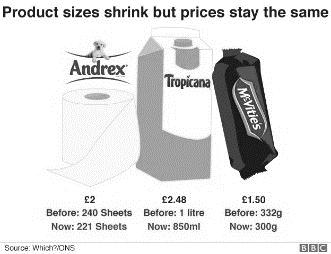 Product sizes shrink but prices stay the same
Andrex
Tropicana
McVitie's
£2
Before: 240 Sheets
Now: 221 Sheets
£2.48
Before: 1 litre
Now: 850ml
£1.50
Before: 332g
Now: 300g
Source: Which?/ONS
BBC